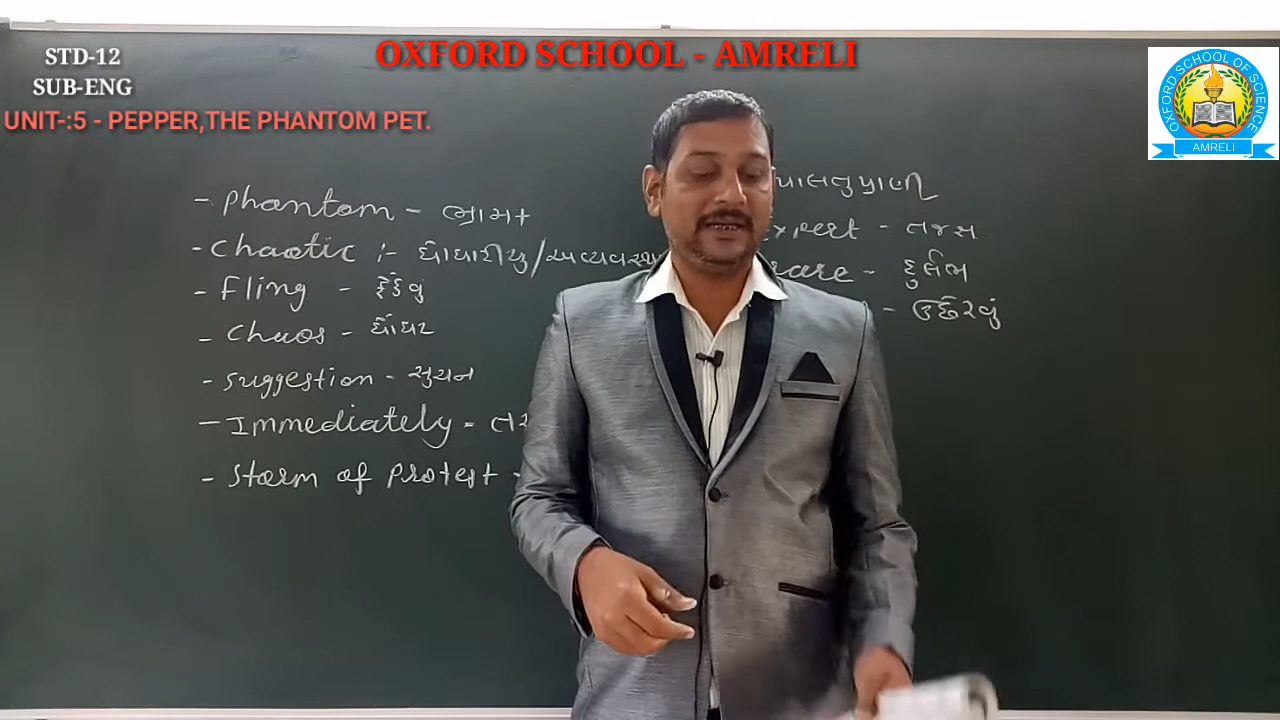 STD-12
SUB-ENG
OXFORD SCHOOL - AMRELI
UNIT-:5 - PEPPER,THE PHANTOM PET.
OXFORD SCHOOL OF SCIENCE
AMRELI
- Phantom - ભ્રામક
- Chaotic :- ઘોંઘાટીયુ/અવ્યવસ્થ
- Fling - ફેંકવુ
- Chaos - ઘોંઘાટ
- suggestion - સુચન
- Immediately -
- storm of protest -
પાલતુ પ્રાણી
expert - તજજ્ઞ
rare - દુર્લભ
- ઉછેરવું